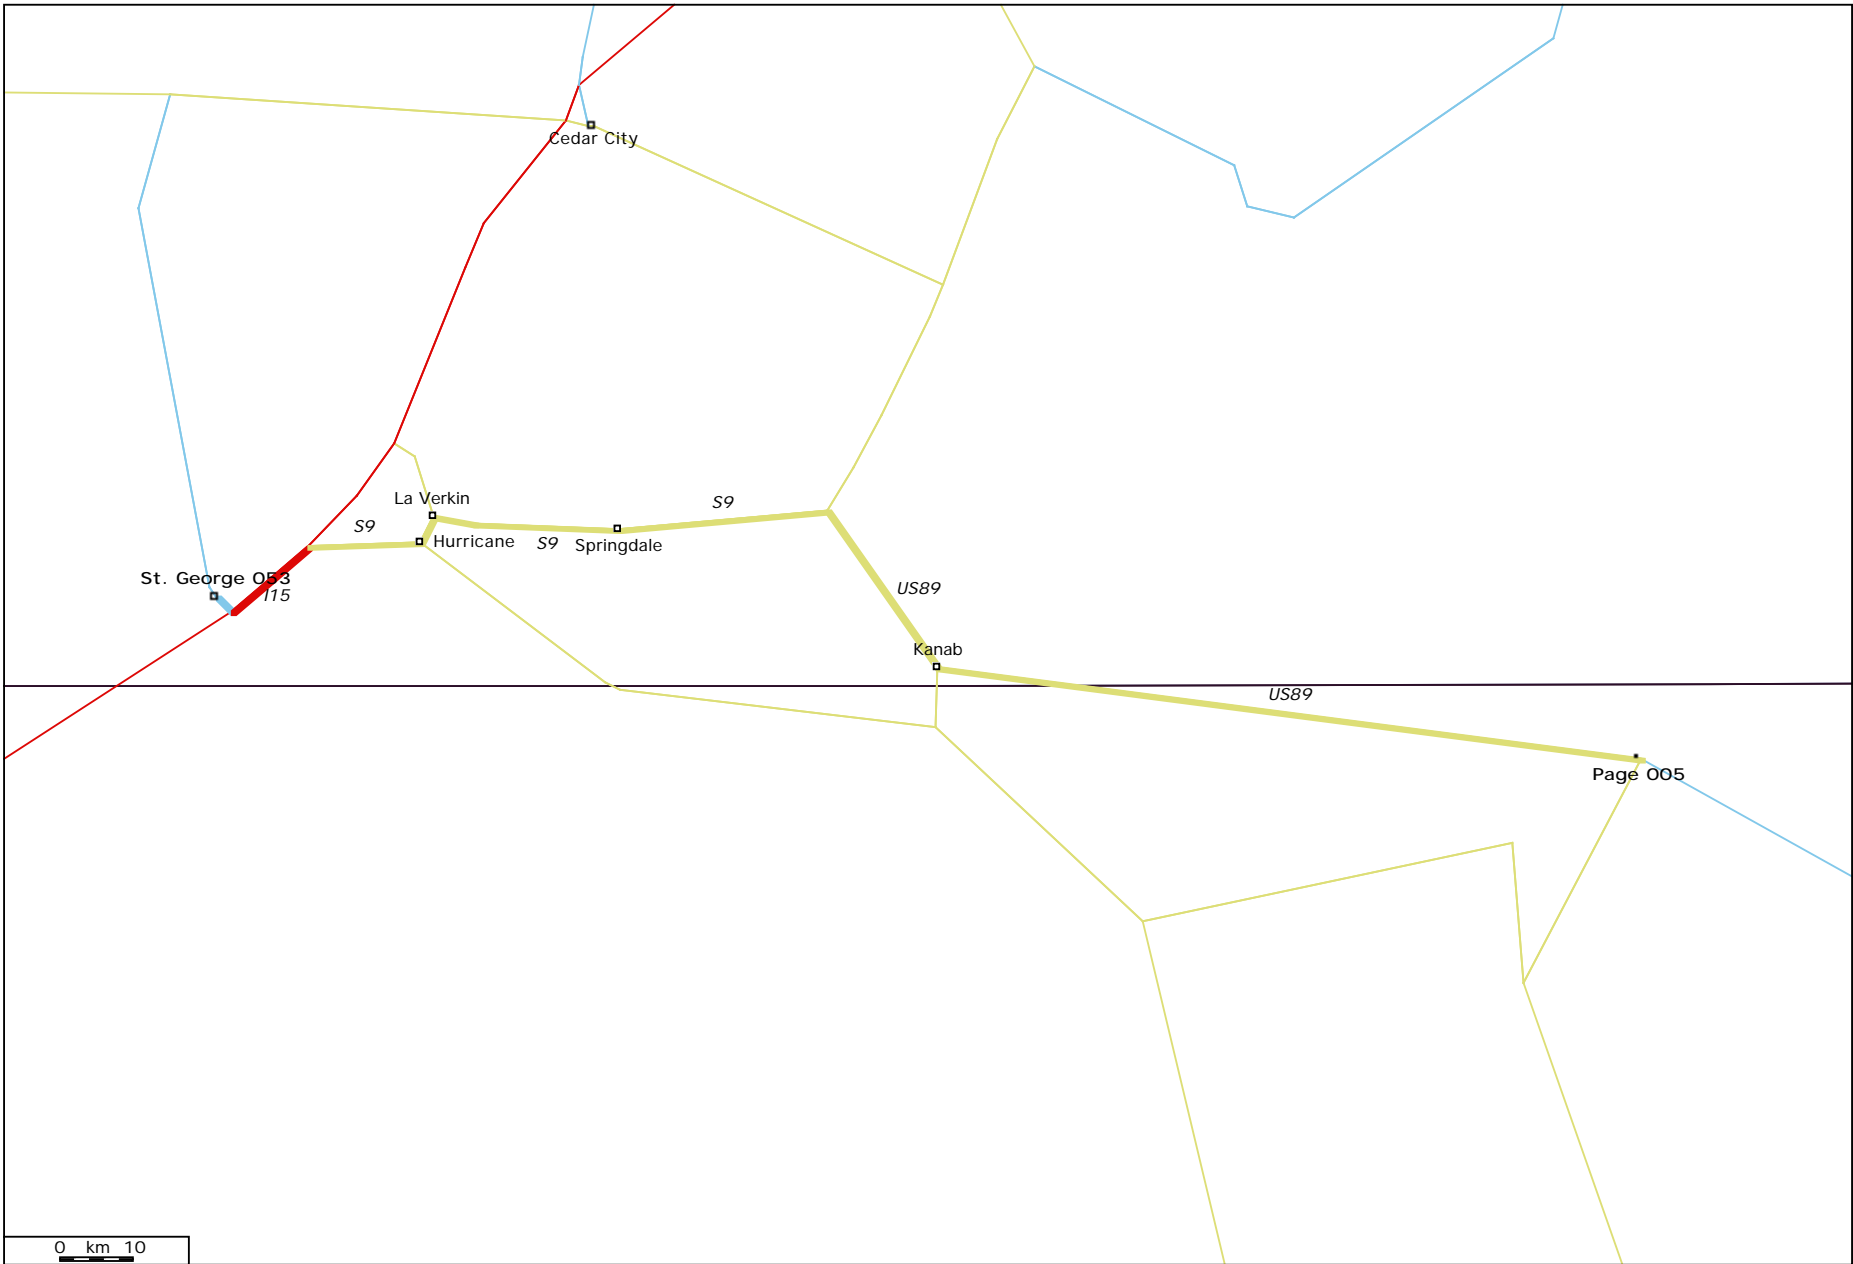 Cedar City
La Verkin
S9
S9
Hurricane
S9
Springdale
St. George 053
I15
US89
Kanab
US89
Page 005
0 km 10